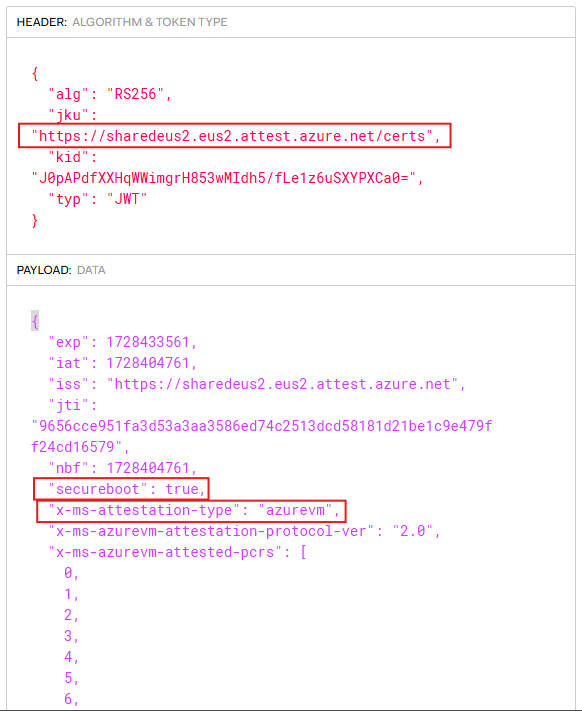 HEADER: ALGORITHM & TOKEN TYPE
{
"alg": "RS256",
"jku":
"https://sharedeus2.eus2.attest.azure.net/certs",
"kid":
"J0pAPdfXXHqWWimgrH853wMIdh5/fLe1z6uSXYPXCa0=",
"typ": "JWT"
}
PAYLOAD: DATA
{
"exp": 1728433561,
"iat": 1728404761,
"iss": "https://sharedeus2.eus2.attest.azure.net",
"jti":
"9656cce951fa3d53a3aa3586ed74c2513dcd58181d21be1c9e479f
f24cd16579",
"nbf": 1728404761,
"secureboot": true,
"x-ms-attestation-type": "azurevm",
"x-ms-azurevm-attestation-protocol-ver": "2.0",
"x-ms-azurevm-attested-pcrs": [
0,
1,
2,
3,
4,
5,
6,